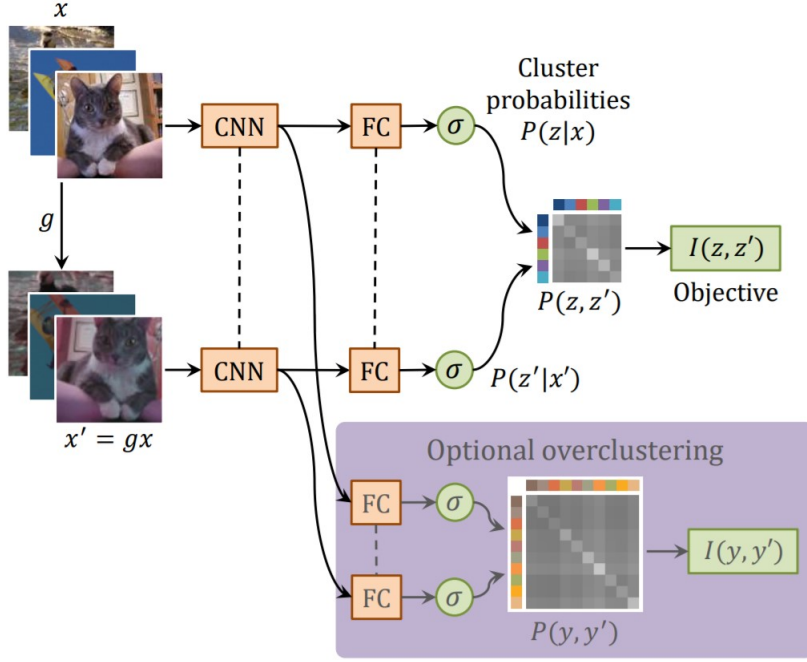 x
g
x′ = gx
CNN
FC
σ
Cluster
probabilities
P(z|x)
CNN
FC
σ
P(z′|x′)
P(z, z′)
I(z, z′)
Objective
Optional overclustering
FC
σ
FC
σ
P(y, y′)
I(y, y′)